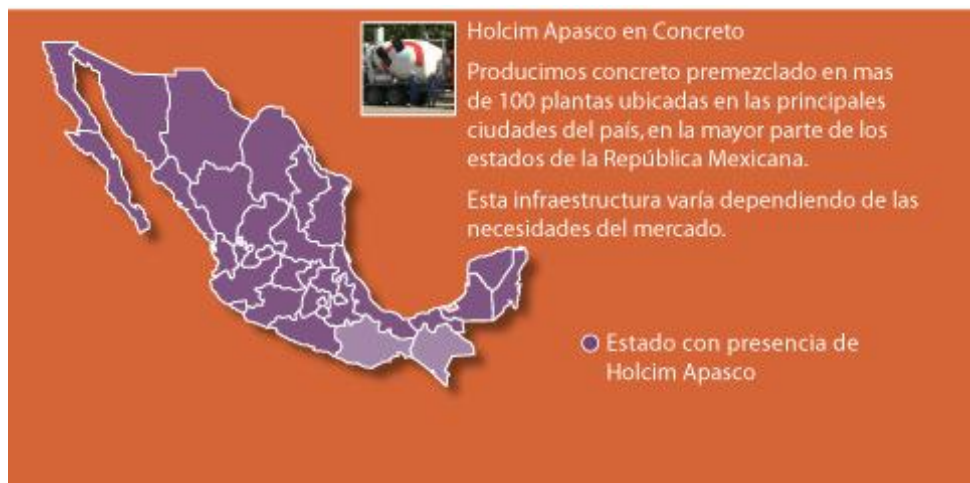 Holcim Apasco en Concreto
Producimos concreto premezclado en mas
de 100 plantas ubicadas en las principales
ciudades del país, en la mayor parte de los
estados de la República Mexicana.
Esta infraestructura varía dependiendo de las
necesidades del mercado.
Estado con presencia de
Holcim Apasco